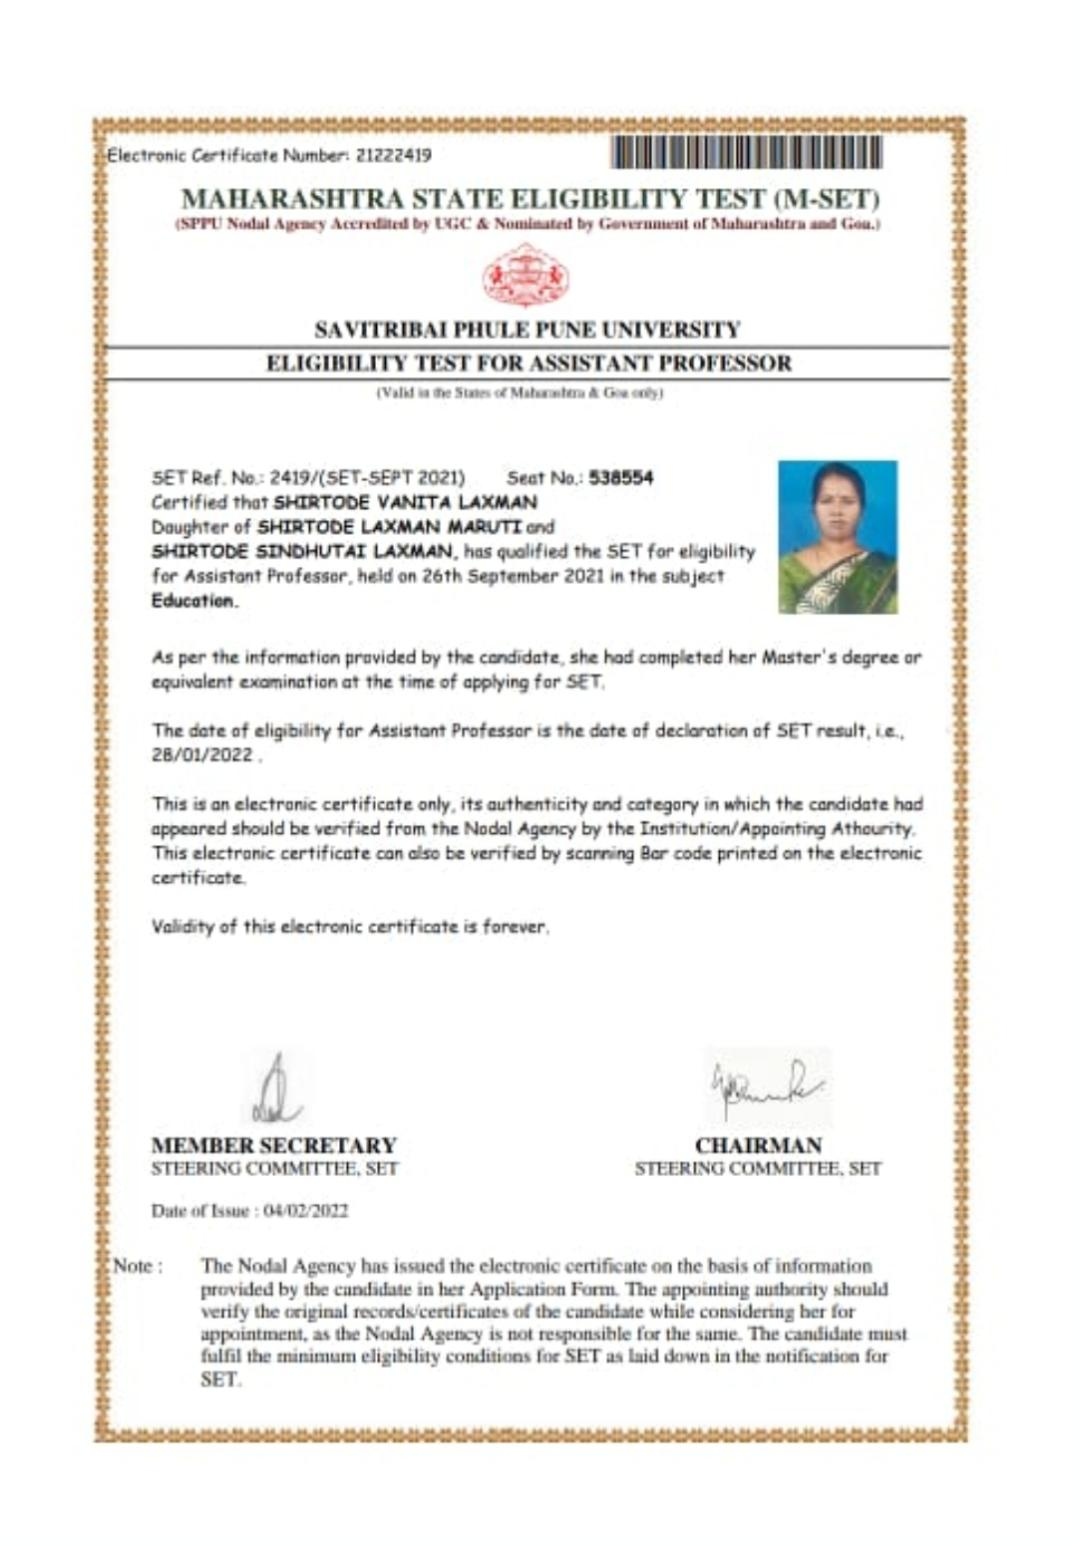 Electronic Certificate Number: 21222419
MAHARASHTRA STATE ELIGIBILITY TEST (M-SET)
(SPPU Nodal Agency Accredited by UGC & Nominated by Government of Maharashtra and Goa.)
SAVITRIBAI PHULE PUNE UNIVERSITY
ELIGIBILITY TEST FOR ASSISTANT PROFESSOR
(Valid in the States of Maharashtra & Goa only)
SET Ref. No.: 2419/(SET-SEPT 2021) Seat No.: 538554
Certified that SHIRTODE VANITA LAXMAN
Daughter of SHIRTODE LAXMAN MARUTI and
SHIRTODE SINDHUTAI LAXMAN, has qualified the SET for eligibility
for Assistant Professor, held on 26th September 2021 in the subject
Education.
As per the information provided by the candidate, she had completed her Master's degree or
equivalent examination at the time of applying for SET.
The date of eligibility for Assistant Professor is the date of declaration of SET result, i.e.,
28/01/2022 .
This is an electronic certificate only, its authenticity and category in which the candidate had
appeared should be verified from the Nodal Agency by the Institution/Appointing Athourity.
This electronic certificate can also be verified by scanning Bar code printed on the electronic
certificate.
Validity of this electronic certificate is forever.
MEMBER SECRETARY
STEERING COMMITTEE, SET
CHAIRMAN
STEERING COMMITTEE, SET
Date of Issue : 04/02/2022
Note : The Nodal Agency has issued the electronic certificate on the basis of information
provided by the candidate in her Application Form. The appointing authority should
verify the original records/certificates of the candidate while considering her for
appointment, as the Nodal Agency is not responsible for the same. The candidate must
fulfil the minimum eligibility conditions for SET as laid down in the notification for
SET.